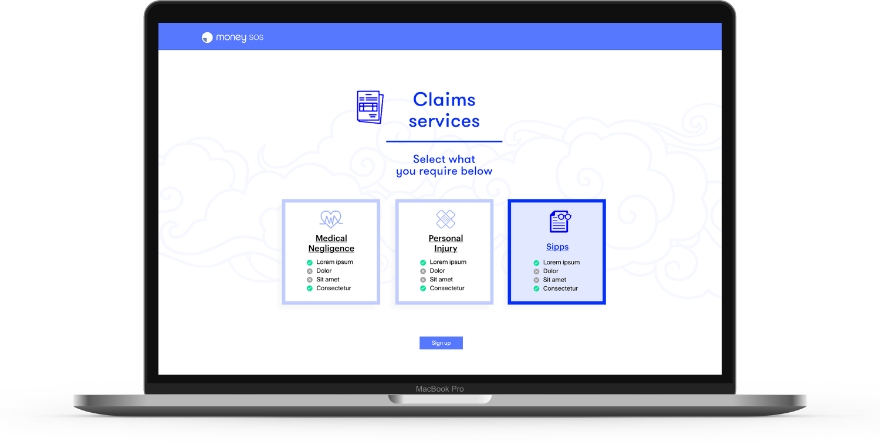 money sos
Claims
services
Select what
you require below
Medical
Negligence
Lorem ipsum
Dolor
Sit amet
Consectetur
Personal
Injury
Lorem ipsum
Dolor
Sit amet
Consectetur
Sipps
Lorem ipsum
Dolor
Sit amet
Consectetur
Sign up
MacBook Pro